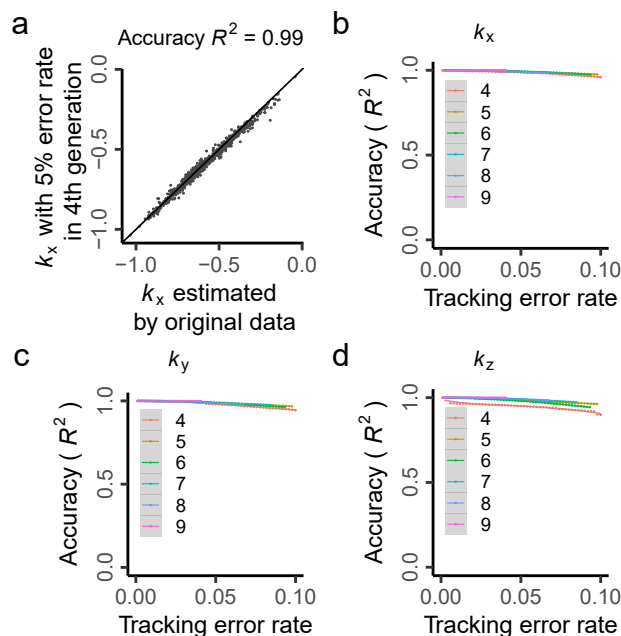 a
Accuracy R² = 0.99
kₓ with 5% error rate
in 4th generation
0.0
−0.5
−1.0
−1.0
−0.5
0.0
kₓ estimated
by original data
b
kₓ
Accuracy ( R² )
1.0
0.5
0.0
4
5
6
7
8
9
0.00
0.05
0.10
Tracking error rate
c
k_y
Accuracy ( R² )
1.0
0.5
0.0
4
5
6
7
8
9
0.00
0.05
0.10
Tracking error rate
d
k_z
Accuracy ( R² )
1.0
0.5
0.0
4
5
6
7
8
9
0.00
0.05
0.10
Tracking error rate